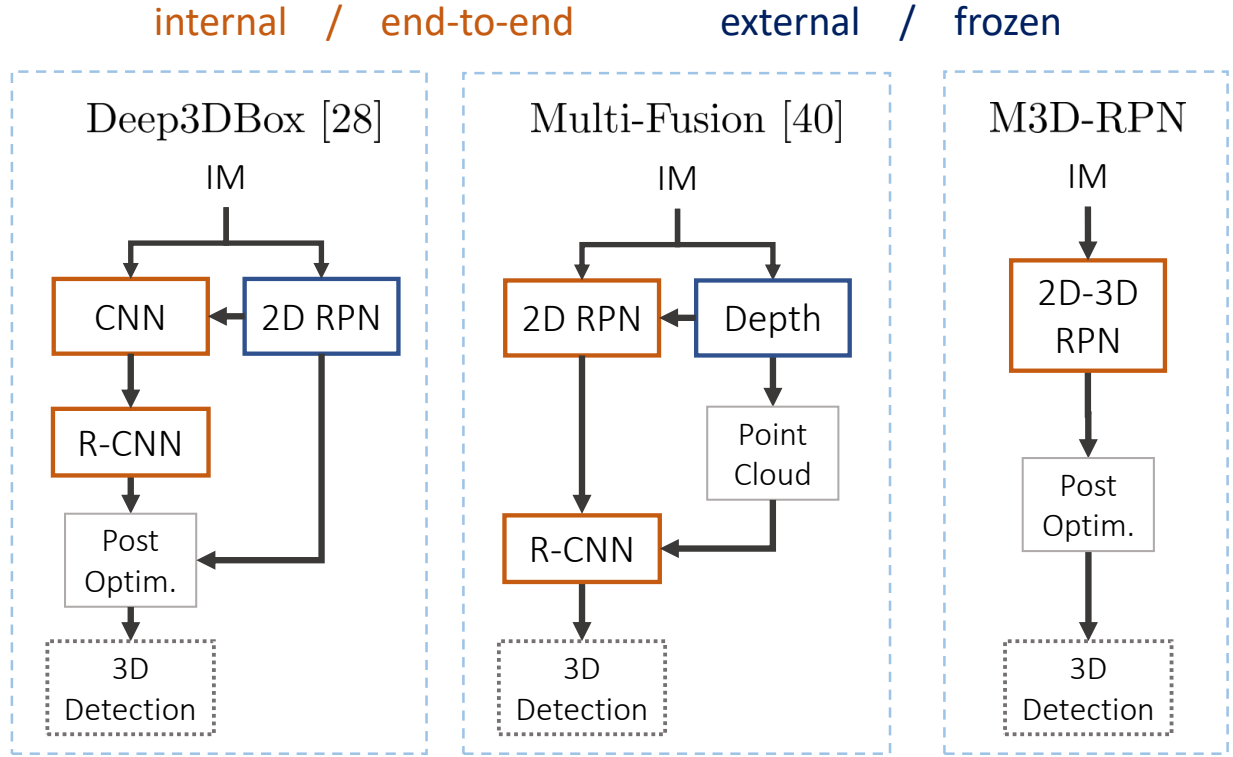 internal / end-to-end external / frozen
Deep3DBox [28]
IM
CNN
2D RPN
R-CNN
Post
Optim.
3D
Detection
Multi-Fusion [40]
IM
2D RPN
Depth
Point
Cloud
R-CNN
3D
Detection
M3D-RPN
IM
2D-3D
RPN
Post
Optim.
3D
Detection